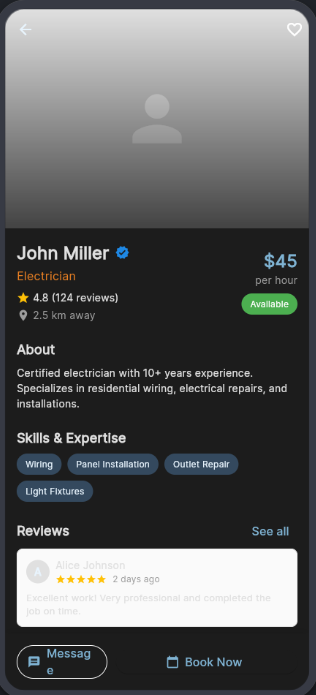 John Miller
$45
Electrician
per hour
4.8 (124 reviews)
Available
2.5 km away
About
Certified electrician with 10+ years experience.
Specializes in residential wiring, electrical repairs, and
installations.
Skills & Expertise
Wiring
Panel Installation
Outlet Repair
Light Fixtures
Reviews
See all
A
Alice Johnson
2 days ago
Excellent work! Very professional and completed the
job on time.
Messag
e
Book Now